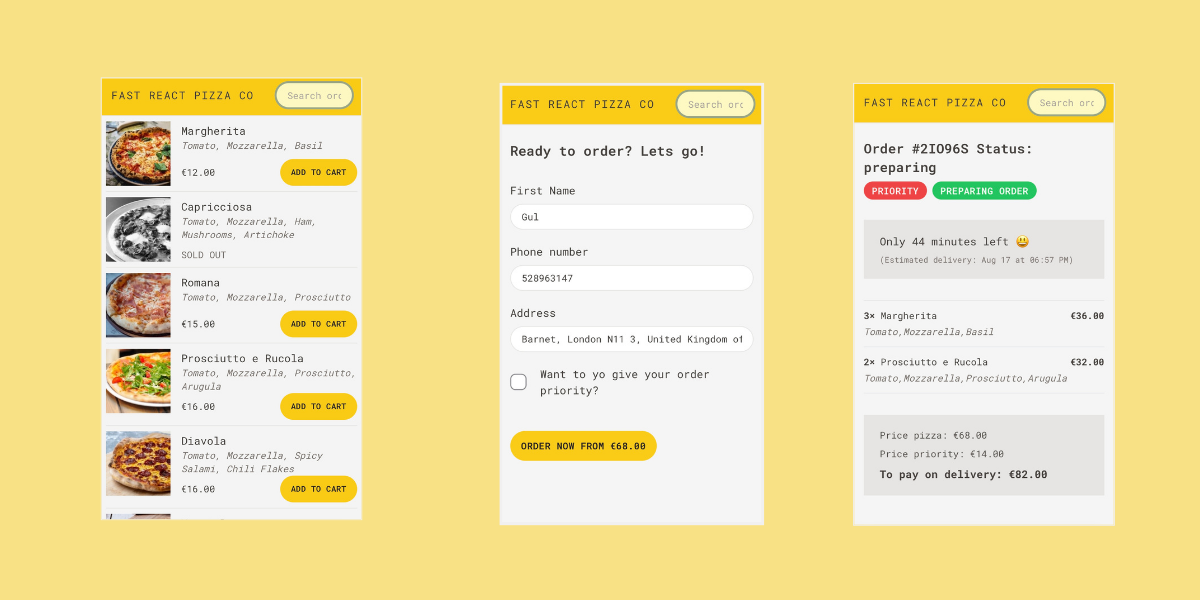 FAST REACT PIZZA CO
Search orc
Margherita
Tomato, Mozzarella, Basil
€12.00
ADD TO CART
Capricciosa
Tomato, Mozzarella, Ham,
Mushrooms, Artichoke
SOLD OUT
Romana
Tomato, Mozzarella, Prosciutto
€15.00
ADD TO CART
Prosciutto e Rucola
Tomato, Mozzarella, Prosciutto,
Arugula
€16.00
ADD TO CART
Diavola
Tomato, Mozzarella, Spicy
Salami, Chili Flakes
€16.00
ADD TO CART
FAST REACT PIZZA CO
Search orc
Ready to order? Lets go!
First Name
Gul
Phone number
528963147
Address
Barnet, London N11 3, United Kingdom of
Want to yo give your order
priority?
ORDER NOW FROM €68.00
FAST REACT PIZZA CO
Search orc
Order #2IO96S Status:
preparing
PRIORITY
PREPARING ORDER
Only 44 minutes left 😃
(Estimated delivery: Aug 17 at 06:57 PM)
3× Margherita
€36.00
Tomato,Mozzarella,Basil
2× Prosciutto e Rucola
€32.00
Tomato,Mozzarella,Prosciutto,Arugula
Price pizza: €68.00
Price priority: €14.00
To pay on delivery: €82.00